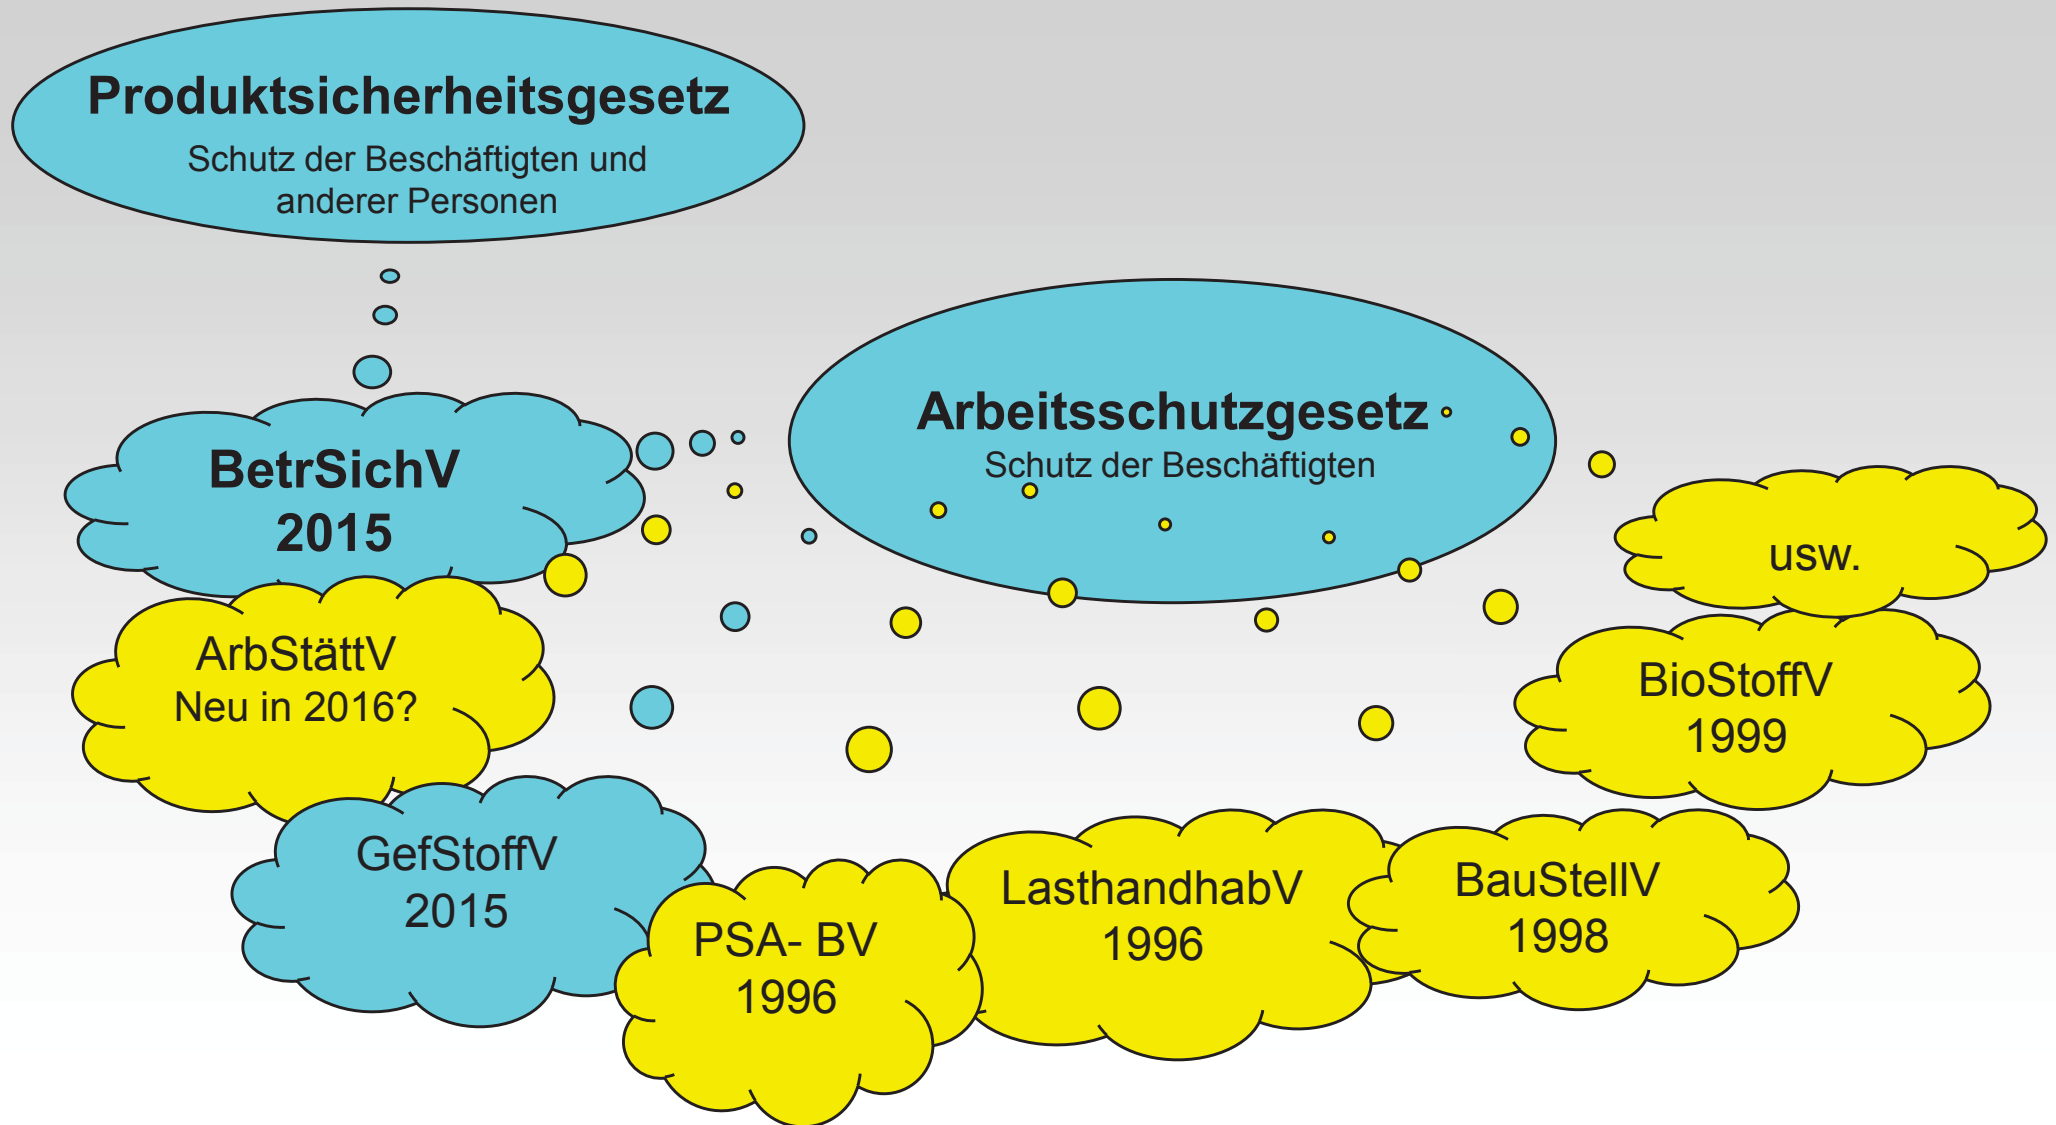 Produktsicherheitsgesetz
Schutz der Beschäftigten und
anderer Personen
Arbeitsschutzgesetz
Schutz der Beschäftigten
BetrSichV
2015
usw.
ArbStättV
Neu in 2016?
BioStoffV
1999
GefStoffV
2015
PSA- BV
1996
LasthandhabV
1996
BauStellV
1998